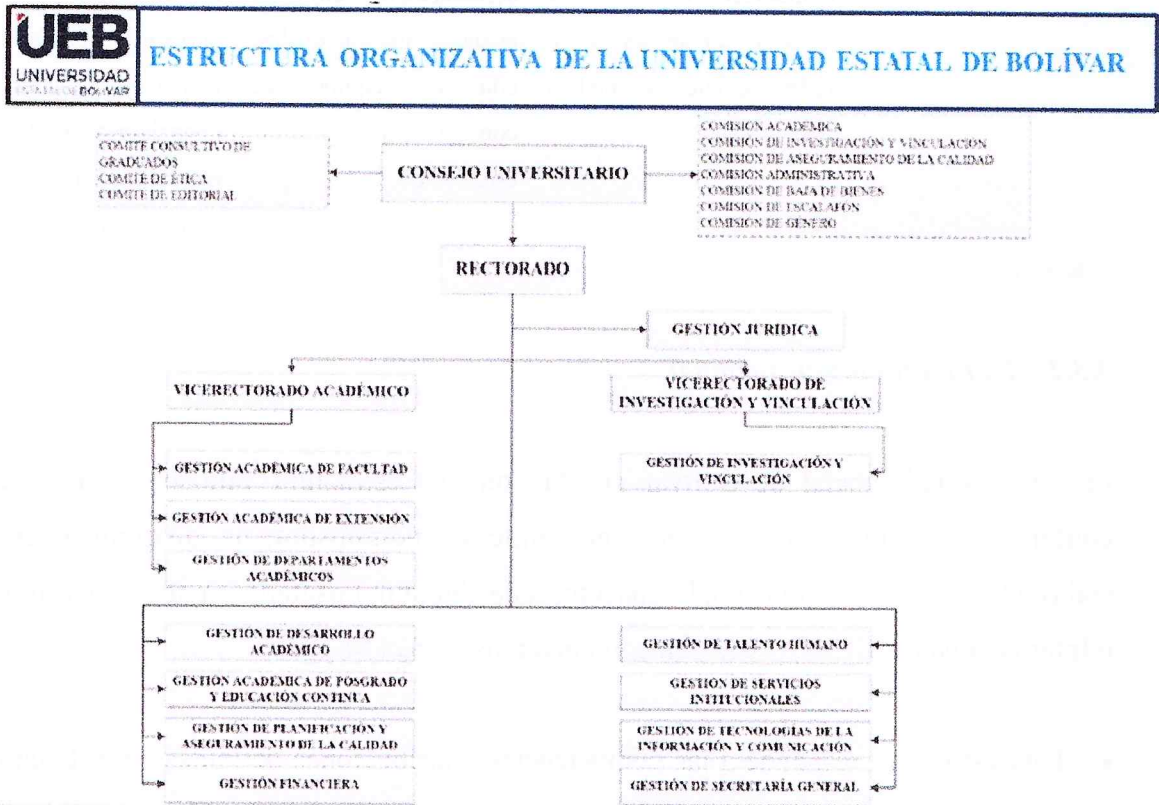 UEB
UNIVERSIDAD
ESTATAL DE BOLÍVAR
ESTRUCTURA ORGANIZATIVA DE LA UNIVERSIDAD ESTATAL DE BOLÍVAR
COMITÉ CONSULTIVO DE
GRADUADOS
COMITÉ DE ÉTICA
COMITÉ DE EDITORIAL
CONSEJO UNIVERSITARIO
COMISIÓN ACADÉMICA
COMISIÓN DE INVESTIGACIÓN Y VINCULACIÓN
COMISIÓN DE ASEGURAMIENTO DE LA CALIDAD
COMISIÓN ADMINISTRATIVA
COMISIÓN DE BAJA DE BIENES
COMISIÓN DE ESCALAFÓN
COMISIÓN DE GÉNERO
RECTORADO
GESTIÓN JURÍDICA
VICERECTORADO ACADÉMICO
VICERECTORADO DE
INVESTIGACIÓN Y VINCULACIÓN
GESTIÓN ACADÉMICA DE FACULTAD
GESTIÓN ACADÉMICA DE EXTENSIÓN
GESTIÓN DE DEPARTAMENTOS
ACADÉMICOS
GESTIÓN DE INVESTIGACIÓN Y
VINCULACIÓN
GESTIÓN DE DESARROLLO
ACADÉMICO
GESTIÓN ACADÉMICA DE POSGRADO
Y EDUCACIÓN CONTINUA
GESTIÓN DE PLANIFICACIÓN Y
ASEGURAMIENTO DE LA CALIDAD
GESTIÓN FINANCIERA
GESTIÓN DE TALENTO HUMANO
GESTIÓN DE SERVICIOS
INTITUCIONALES
GESTIÓN DE TECNOLOGÍAS DE LA
INFORMACIÓN Y COMUNICACIÓN
GESTIÓN DE SECRETARÍA GENERAL